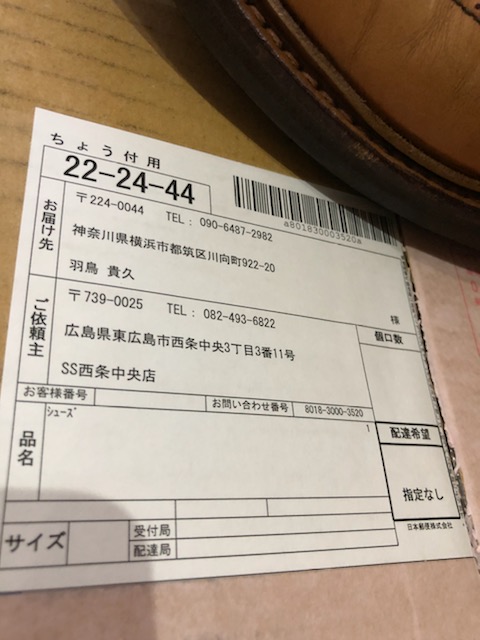 ちょう付用
22-24-44
a801830003520a
お届け先
〒224-0044 TEL: 090-6487-2982
神奈川県横浜市都筑区川向町922-20
羽鳥 貴久
様
ご依頼主
〒739-0025 TEL: 082-493-6822
広島県東広島市西条中央3丁目3番11号
SS西条中央店
個口数
お客様番号
お問い合わせ番号 8018-3000-3520
品名
シューズ
1
配達希望
指定なし
日本郵便株式会社
サイズ
受付局
配達局